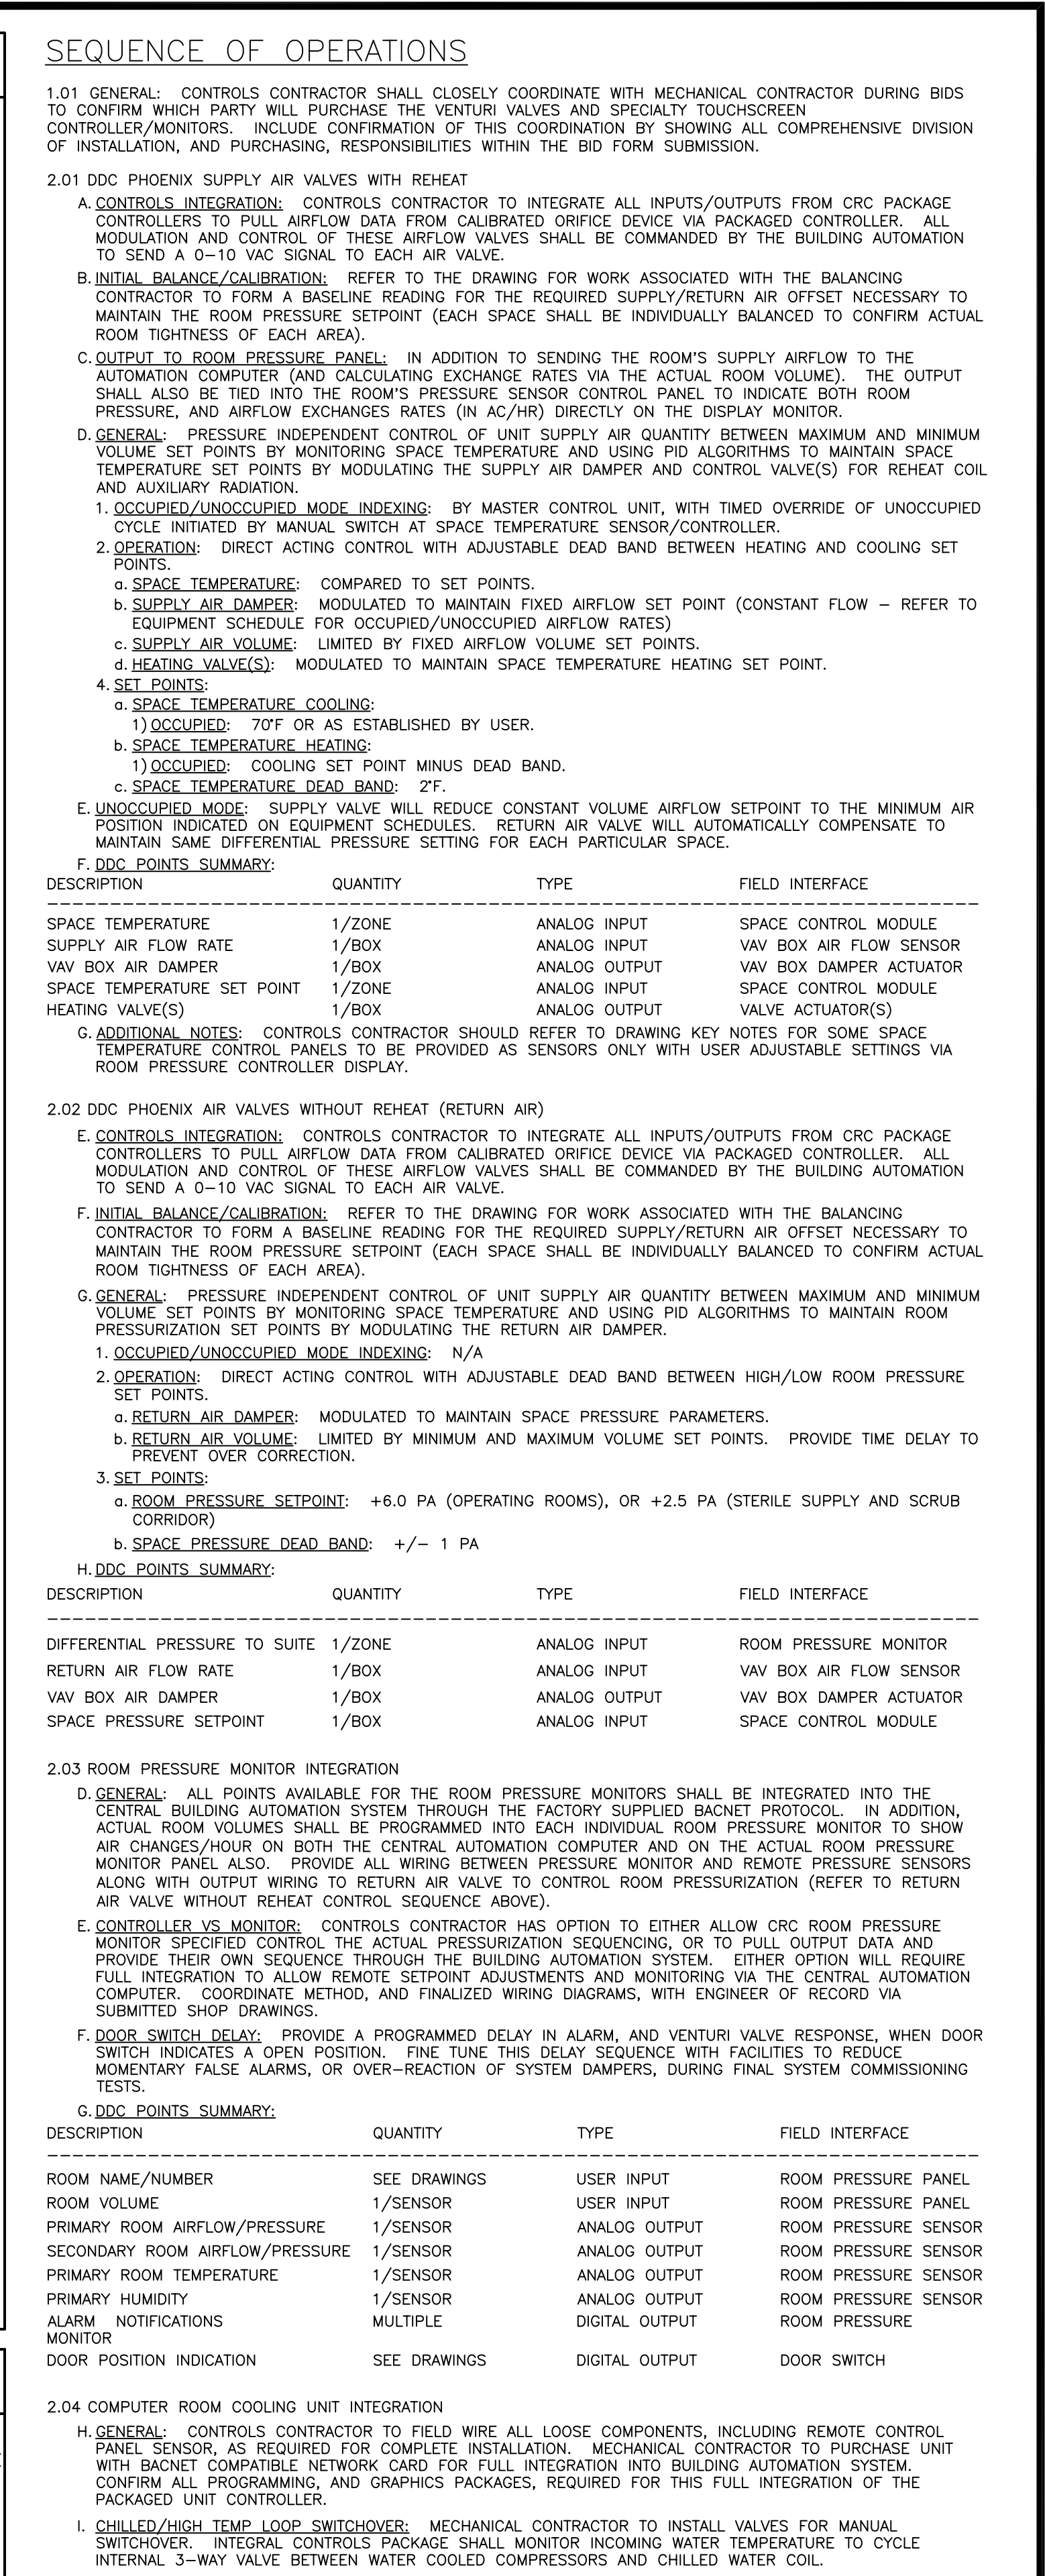 SEQUENCE OF OPERATIONS
1.01 GENERAL: CONTROLS CONTRACTOR SHALL CLOSELY COORDINATE WITH MECHANICAL CONTRACTOR DURING BIDS
TO CONFIRM WHICH PARTY WILL PURCHASE THE VENTURI VALVES AND SPECIALTY TOUCHSCREEN
CONTROLLER/MONITORS. INCLUDE CONFIRMATION OF THIS COORDINATION BY SHOWING ALL COMPREHENSIVE DIVISION
OF INSTALLATION, AND PURCHASING, RESPONSIBILITIES WITHIN THE BID FORM SUBMISSION.
2.01 DDC PHOENIX SUPPLY AIR VALVES WITH REHEAT
A. CONTROLS INTEGRATION: CONTROLS CONTRACTOR TO INTEGRATE ALL INPUTS/OUTPUTS FROM CRC PACKAGE
CONTROLLERS TO PULL AIRFLOW DATA FROM CALIBRATED ORIFICE DEVICE VIA PACKAGED CONTROLLER. ALL
MODULATION AND CONTROL OF THESE AIRFLOW VALVES SHALL BE COMMANDED BY THE BUILDING AUTOMATION
TO SEND A 0-10 VAC SIGNAL TO EACH AIR VALVE.
B. INITIAL BALANCE/CALIBRATION: REFER TO THE DRAWING FOR WORK ASSOCIATED WITH THE BALANCING
CONTRACTOR TO FORM A BASELINE READING FOR THE REQUIRED SUPPLY/RETURN AIR OFFSET NECESSARY TO
MAINTAIN THE ROOM PRESSURE SETPOINT (EACH SPACE SHALL BE INDIVIDUALLY BALANCED TO CONFIRM ACTUAL
ROOM TIGHTNESS OF EACH AREA).
C. OUTPUT TO ROOM PRESSURE PANEL: IN ADDITION TO SENDING THE ROOM'S SUPPLY AIRFLOW TO THE
AUTOMATION COMPUTER (AND CALCULATING EXCHANGE RATES VIA THE ACTUAL ROOM VOLUME). THE OUTPUT
SHALL ALSO BE TIED INTO THE ROOM'S PRESSURE SENSOR CONTROL PANEL TO INDICATE BOTH ROOM
PRESSURE, AND AIRFLOW EXCHANGES RATES (IN AC/HR) DIRECTLY ON THE DISPLAY MONITOR.
D. GENERAL: PRESSURE INDEPENDENT CONTROL OF UNIT SUPPLY AIR QUANTITY BETWEEN MAXIMUM AND MINIMUM
VOLUME SET POINTS BY MONITORING SPACE TEMPERATURE AND USING PID ALGORITHMS TO MAINTAIN SPACE
TEMPERATURE SET POINTS BY MODULATING THE SUPPLY AIR DAMPER AND CONTROL VALVE(S) FOR REHEAT COIL
AND AUXILIARY RADIATION.
1. OCCUPIED/UNOCCUPIED MODE INDEXING: BY MASTER CONTROL UNIT, WITH TIMED OVERRIDE OF UNOCCUPIED
CYCLE INITIATED BY MANUAL SWITCH AT SPACE TEMPERATURE SENSOR/CONTROLLER.
2. OPERATION: DIRECT ACTING CONTROL WITH ADJUSTABLE DEAD BAND BETWEEN HEATING AND COOLING SET
POINTS.
a. SPACE TEMPERATURE: COMPARED TO SET POINTS.
b. SUPPLY AIR DAMPER: MODULATED TO MAINTAIN FIXED AIRFLOW SET POINT (CONSTANT FLOW - REFER TO
EQUIPMENT SCHEDULE FOR OCCUPIED/UNOCCUPIED AIRFLOW RATES)
c. SUPPLY AIR VOLUME: LIMITED BY FIXED AIRFLOW VOLUME SET POINTS.
d. HEATING VALVE(S): MODULATED TO MAINTAIN SPACE TEMPERATURE HEATING SET POINT.
4. SET POINTS:
a. SPACE TEMPERATURE COOLING:
1) OCCUPIED: 70°F OR AS ESTABLISHED BY USER.
b. SPACE TEMPERATURE HEATING:
1) OCCUPIED: COOLING SET POINT MINUS DEAD BAND.
c. SPACE TEMPERATURE DEAD BAND: 2°F.
E. UNOCCUPIED MODE: SUPPLY VALVE WILL REDUCE CONSTANT VOLUME AIRFLOW SETPOINT TO THE MINIMUM AIR
POSITION INDICATED ON EQUIPMENT SCHEDULES. RETURN AIR VALVE WILL AUTOMATICALLY COMPENSATE TO
MAINTAIN SAME DIFFERENTIAL PRESSURE SETTING FOR EACH PARTICULAR SPACE.
F. DDC POINTS SUMMARY:
DESCRIPTION QUANTITY TYPE FIELD INTERFACE
SPACE TEMPERATURE 1/ZONE ANALOG INPUT SPACE CONTROL MODULE
SUPPLY AIR FLOW RATE 1/BOX ANALOG INPUT VAV BOX AIR FLOW SENSOR
VAV BOX AIR DAMPER 1/BOX ANALOG OUTPUT VAV BOX DAMPER ACTUATOR
SPACE TEMPERATURE SET POINT 1/ZONE ANALOG INPUT SPACE CONTROL MODULE
HEATING VALVE(S) 1/BOX ANALOG OUTPUT VALVE ACTUATOR(S)
G. ADDITIONAL NOTES: CONTROLS CONTRACTOR SHOULD REFER TO DRAWING KEY NOTES FOR SOME SPACE
TEMPERATURE CONTROL PANELS TO BE PROVIDED AS SENSORS ONLY WITH USER ADJUSTABLE SETTINGS VIA
ROOM PRESSURE CONTROLLER DISPLAY.
2.02 DDC PHOENIX AIR VALVES WITHOUT REHEAT (RETURN AIR)
E. CONTROLS INTEGRATION: CONTROLS CONTRACTOR TO INTEGRATE ALL INPUTS/OUTPUTS FROM CRC PACKAGE
CONTROLLERS TO PULL AIRFLOW DATA FROM CALIBRATED ORIFICE DEVICE VIA PACKAGED CONTROLLER. ALL
MODULATION AND CONTROL OF THESE AIRFLOW VALVES SHALL BE COMMANDED BY THE BUILDING AUTOMATION
TO SEND A 0-10 VAC SIGNAL TO EACH AIR VALVE.
F. INITIAL BALANCE/CALIBRATION: REFER TO THE DRAWING FOR WORK ASSOCIATED WITH THE BALANCING
CONTRACTOR TO FORM A BASELINE READING FOR THE REQUIRED SUPPLY/RETURN AIR OFFSET NECESSARY TO
MAINTAIN THE ROOM PRESSURE SETPOINT (EACH SPACE SHALL BE INDIVIDUALLY BALANCED TO CONFIRM ACTUAL
ROOM TIGHTNESS OF EACH AREA).
G. GENERAL: PRESSURE INDEPENDENT CONTROL OF UNIT SUPPLY AIR QUANTITY BETWEEN MAXIMUM AND MINIMUM
VOLUME SET POINTS BY MONITORING SPACE TEMPERATURE AND USING PID ALGORITHMS TO MAINTAIN ROOM
PRESSURIZATION SET POINTS BY MODULATING THE RETURN AIR DAMPER.
1. OCCUPIED/UNOCCUPIED MODE INDEXING: N/A
2. OPERATION: DIRECT ACTING CONTROL WITH ADJUSTABLE DEAD BAND BETWEEN HIGH/LOW ROOM PRESSURE
SET POINTS.
a. RETURN AIR DAMPER: MODULATED TO MAINTAIN SPACE PRESSURE PARAMETERS.
b. RETURN AIR VOLUME: LIMITED BY MINIMUM AND MAXIMUM VOLUME SET POINTS. PROVIDE TIME DELAY TO
PREVENT OVER CORRECTION.
3. SET POINTS:
a. ROOM PRESSURE SETPOINT: +6.0 PA (OPERATING ROOMS), OR +2.5 PA (STERILE SUPPLY AND SCRUB
CORRIDOR)
b. SPACE PRESSURE DEAD BAND: +/- 1 PA
H. DDC POINTS SUMMARY:
DESCRIPTION QUANTITY TYPE FIELD INTERFACE
DIFFERENTIAL PRESSURE TO SUITE 1/ZONE ANALOG INPUT ROOM PRESSURE MONITOR
RETURN AIR FLOW RATE 1/BOX ANALOG INPUT VAV BOX AIR FLOW SENSOR
VAV BOX AIR DAMPER 1/BOX ANALOG OUTPUT VAV BOX DAMPER ACTUATOR
SPACE PRESSURE SETPOINT 1/BOX ANALOG INPUT SPACE CONTROL MODULE
2.03 ROOM PRESSURE MONITOR INTEGRATION
D. GENERAL: ALL POINTS AVAILABLE FOR THE ROOM PRESSURE MONITORS SHALL BE INTEGRATED INTO THE
CENTRAL BUILDING AUTOMATION SYSTEM THROUGH THE FACTORY SUPPLIED BACNET PROTOCOL. IN ADDITION,
ACTUAL ROOM VOLUMES SHALL BE PROGRAMMED INTO EACH INDIVIDUAL ROOM PRESSURE MONITOR TO SHOW
AIR CHANGES/HOUR ON BOTH THE CENTRAL AUTOMATION COMPUTER AND ON THE ACTUAL ROOM PRESSURE
MONITOR PANEL ALSO. PROVIDE ALL WIRING BETWEEN PRESSURE MONITOR AND REMOTE PRESSURE SENSORS
ALONG WITH OUTPUT WIRING TO RETURN AIR VALVE TO CONTROL ROOM PRESSURIZATION (REFER TO RETURN
AIR VALVE WITHOUT REHEAT CONTROL SEQUENCE ABOVE).
E. CONTROLLER VS MONITOR: CONTROLS CONTRACTOR HAS OPTION TO EITHER ALLOW CRC ROOM PRESSURE
MONITOR SPECIFIED CONTROL THE ACTUAL PRESSURIZATION SEQUENCING, OR TO PULL OUTPUT DATA AND
PROVIDE THEIR OWN SEQUENCE THROUGH THE BUILDING AUTOMATION SYSTEM. EITHER OPTION WILL REQUIRE
FULL INTEGRATION TO ALLOW REMOTE SETPOINT ADJUSTMENTS AND MONITORING VIA THE CENTRAL AUTOMATION
COMPUTER. COORDINATE METHOD, AND FINALIZED WIRING DIAGRAMS, WITH ENGINEER OF RECORD VIA
SUBMITTED SHOP DRAWINGS.
F. DOOR SWITCH DELAY: PROVIDE A PROGRAMMED DELAY IN ALARM, AND VENTURI VALVE RESPONSE, WHEN DOOR
SWITCH INDICATES A OPEN POSITION. FINE TUNE THIS DELAY SEQUENCE WITH FACILITIES TO REDUCE
MOMENTARY FALSE ALARMS, OR OVER-REACTION OF SYSTEM DAMPERS, DURING FINAL SYSTEM COMMISSIONING
TESTS.
G. DDC POINTS SUMMARY:
DESCRIPTION QUANTITY TYPE FIELD INTERFACE
ROOM NAME/NUMBER SEE DRAWINGS USER INPUT ROOM PRESSURE PANEL
ROOM VOLUME 1/SENSOR USER INPUT ROOM PRESSURE PANEL
PRIMARY ROOM AIRFLOW/PRESSURE 1/SENSOR ANALOG OUTPUT ROOM PRESSURE SENSOR
SECONDARY ROOM AIRFLOW/PRESSURE 1/SENSOR ANALOG OUTPUT ROOM PRESSURE SENSOR
PRIMARY ROOM TEMPERATURE 1/SENSOR ANALOG OUTPUT ROOM PRESSURE SENSOR
PRIMARY HUMIDITY 1/SENSOR ANALOG OUTPUT ROOM PRESSURE SENSOR
ALARM NOTIFICATIONS MULTIPLE DIGITAL OUTPUT ROOM PRESSURE
MONITOR
DOOR POSITION INDICATION SEE DRAWINGS DIGITAL OUTPUT DOOR SWITCH
2.04 COMPUTER ROOM COOLING UNIT INTEGRATION
H. GENERAL: CONTROLS CONTRACTOR TO FIELD WIRE ALL LOOSE COMPONENTS, INCLUDING REMOTE CONTROL
PANEL SENSOR, AS REQUIRED FOR COMPLETE INSTALLATION. MECHANICAL CONTRACTOR TO PURCHASE UNIT
WITH BACNET COMPATIBLE NETWORK CARD FOR FULL INTEGRATION INTO BUILDING AUTOMATION SYSTEM.
CONFIRM ALL PROGRAMMING, AND GRAPHICS PACKAGES, REQUIRED FOR THIS FULL INTEGRATION OF THE
PACKAGED UNIT CONTROLLER.
I. CHILLED/HIGH TEMP LOOP SWITCHOVER: MECHANICAL CONTRACTOR TO INSTALL VALVES FOR MANUAL
SWITCHOVER. INTEGRAL CONTROLS PACKAGE SHALL MONITOR INCOMING WATER TEMPERATURE TO CYCLE
INTERNAL 3-WAY VALVE BETWEEN WATER COOLED COMPRESSORS AND CHILLED WATER COIL.